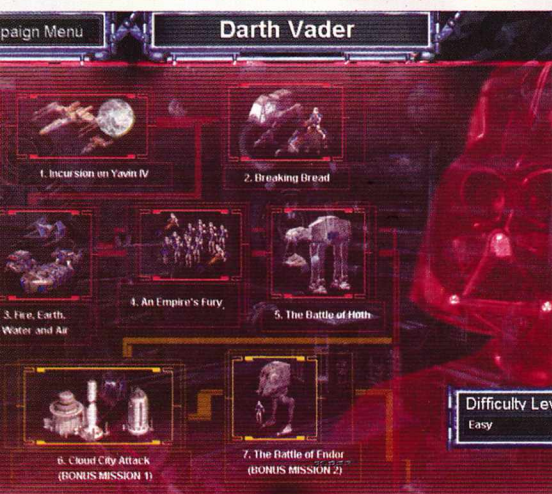 paign Menu
Darth Vader
1. Incursion on Yavin IV
2. Breaking Bread
3. Fire, Earth,
Water and Air
4. An Empire's Fury
5. The Battle of Hoth
6. Cloud City Attack
(BONUS MISSION 1)
7. The Battle of Endor
(BONUS MISSION 2)
Difficulty Lev
Easy